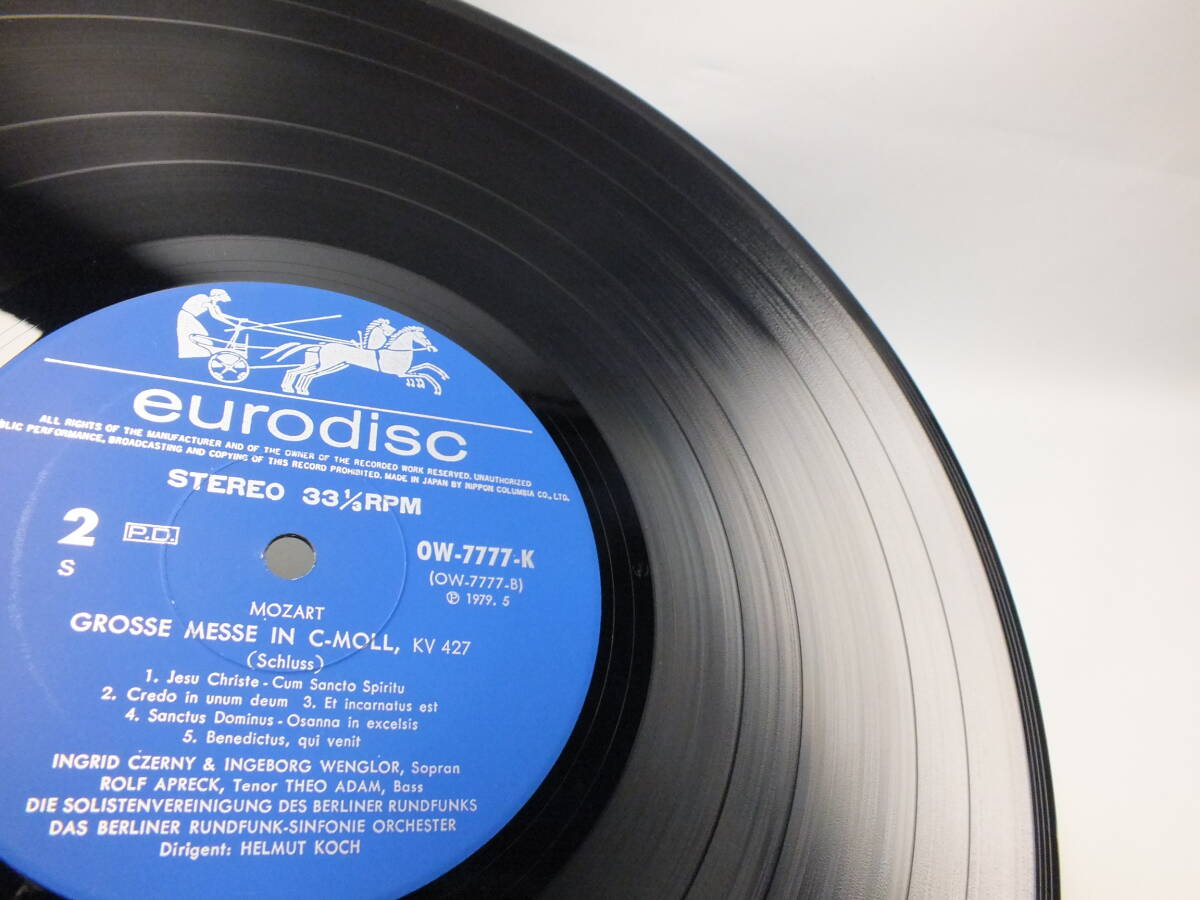 eurodisc
ALL RIGHTS OF THE MANUFACTURER AND OF THE OWNER OF THE RECORDED WORK RESERVED. UNAUTHORIZED
PERFORMANCE, BROADCASTING AND COPYING OF THIS RECORD PROHIBITED. MADE IN JAPAN BY NIPPON COLUMBIA CO., LTD.
STEREO 33⅓ RPM
2 P.D. OW-7777-K
S (OW-7777-B)
Ⓟ 1979. 5
MOZART
GROSSE MESSE IN C-MOLL, KV 427
(Schluss)
1. Jesu Christe - Cum Sancto Spiritu
2. Credo in unum deum 3. Et incarnatus est
4. Sanctus Dominus - Osanna in excelsis
5. Benedictus, qui venit
INGRID CZERNY & INGEBORG WENGLOR, Sopran
ROLF APRECK, Tenor THEO ADAM, Bass
DIE SOLISTENVEREINIGUNG DES BERLINER RUNDFUNKS
DAS BERLINER RUNDFUNK-SINFONIE ORCHESTER
Dirigent: HELMUT KOCH